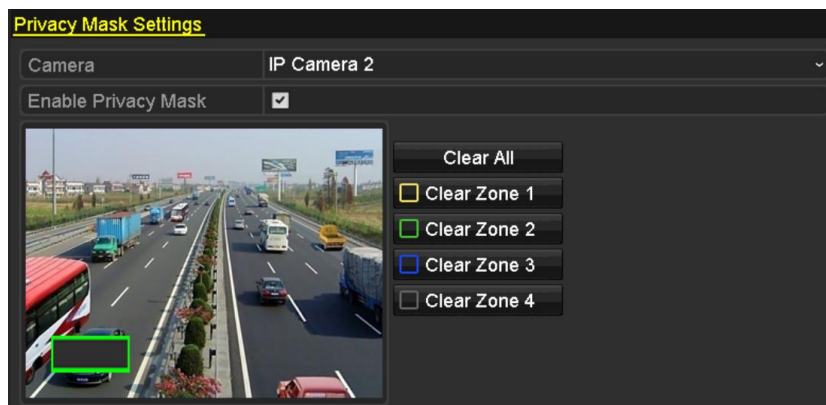 Privacy Mask Settings
Camera
IP Camera 2
Enable Privacy Mask
Clear All
Clear Zone 1
Clear Zone 2
Clear Zone 3
Clear Zone 4